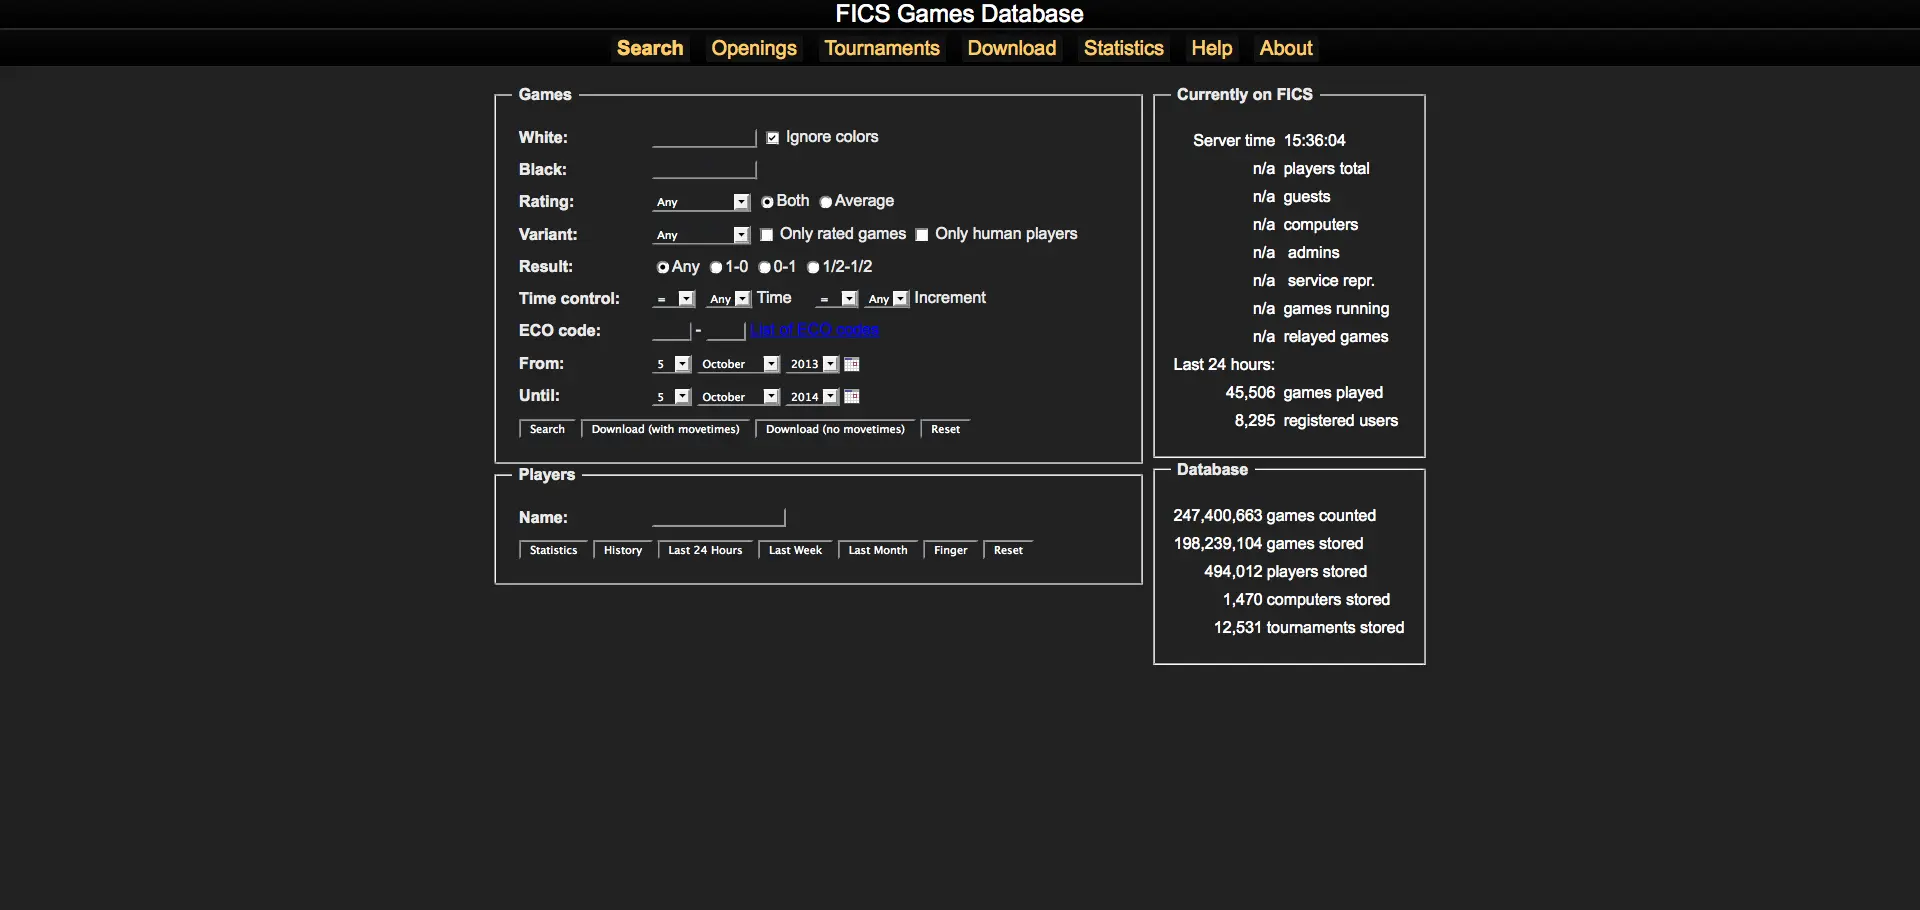 FICS Games Database
Search Openings Tournaments Download Statistics Help About
Games
White: Ignore colors
Black:
Rating: Any Both Average
Variant: Any Only rated games Only human players
Result: Any 1-0 0-1 1/2-1/2
Time control: = Any Time = Any Increment
ECO code: - List of ECO codes
From: 5 October 2013
Until: 5 October 2014
Search Download (with movetimes) Download (no movetimes) Reset
Players
Name:
Statistics History Last 24 Hours Last Week Last Month Finger Reset
Currently on FICS
Server time 15:36:04
n/a players total
n/a guests
n/a computers
n/a admins
n/a service repr.
n/a games running
n/a relayed games
Last 24 hours:
45,506 games played
8,295 registered users
Database
247,400,663 games counted
198,239,104 games stored
494,012 players stored
1,470 computers stored
12,531 tournaments stored